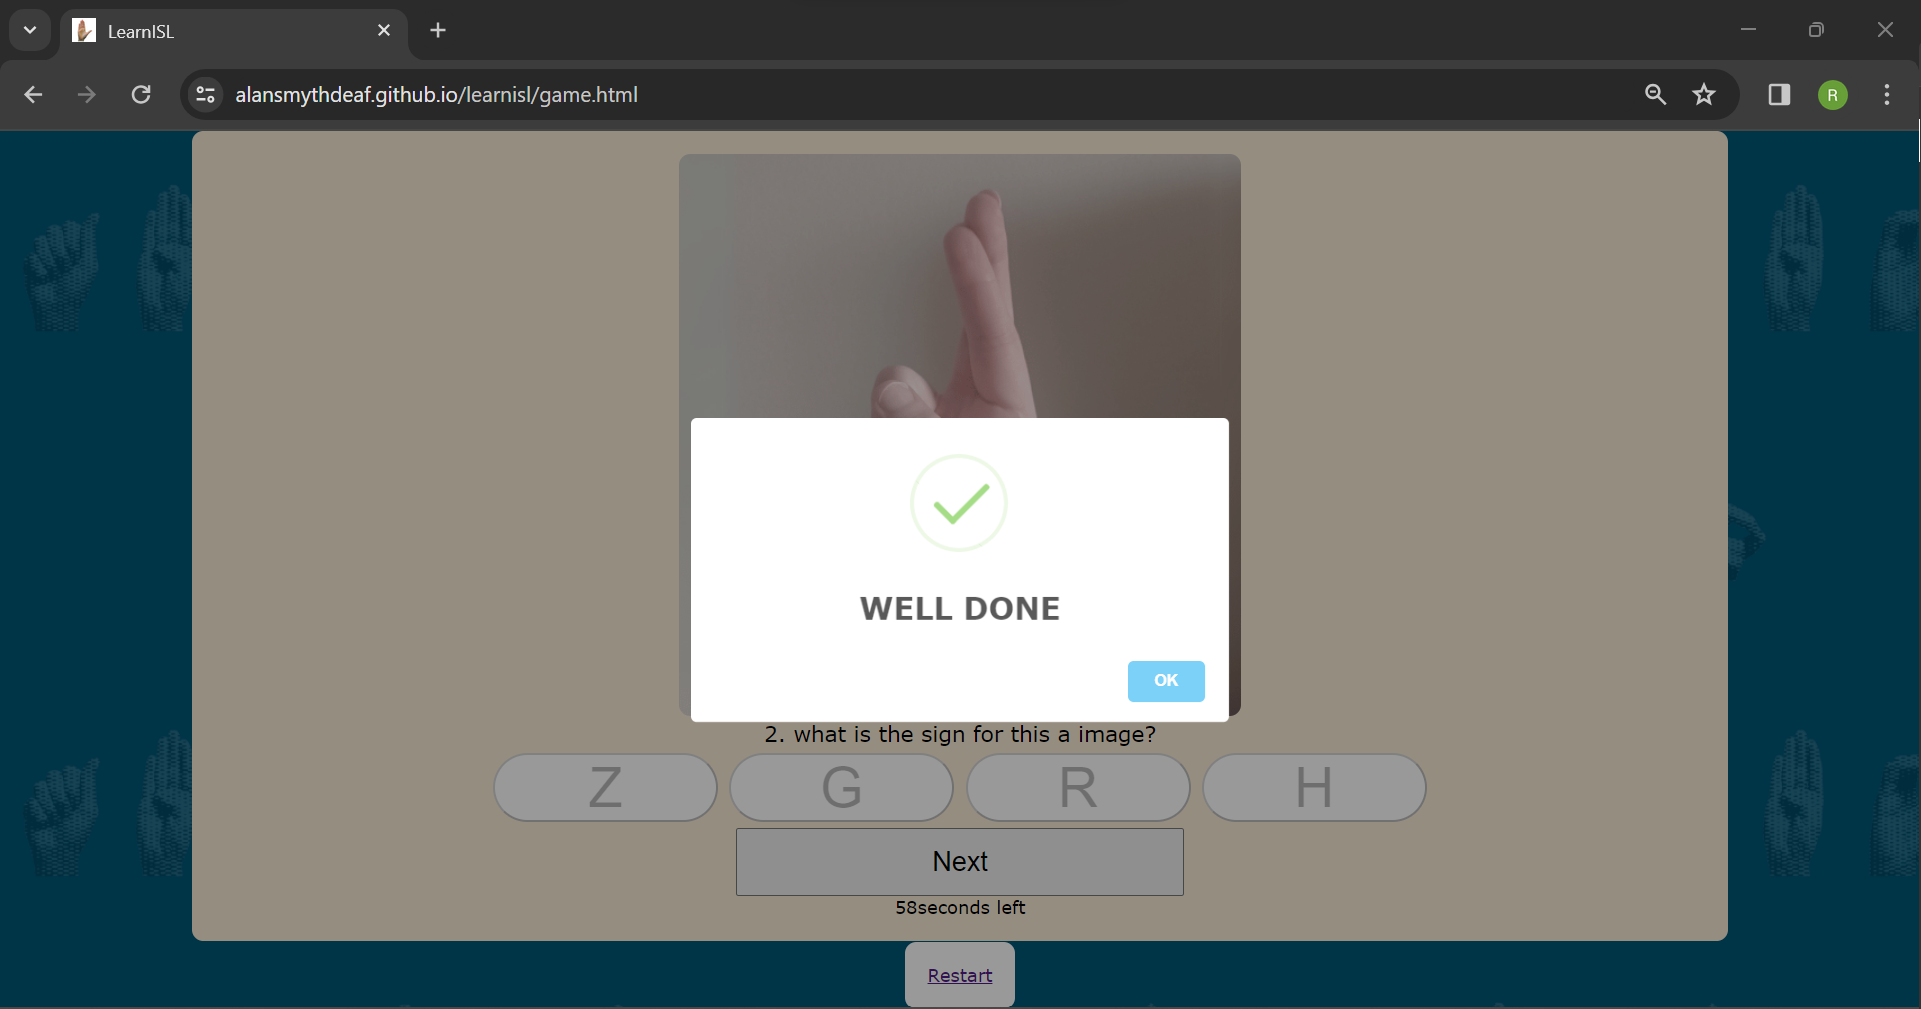 LearnISL
alansmythdeaf.github.io/learnisl/game.html
R
WELL DONE
OK
2. what is the sign for this a image?
Z G R H
Next
58seconds left
Restart